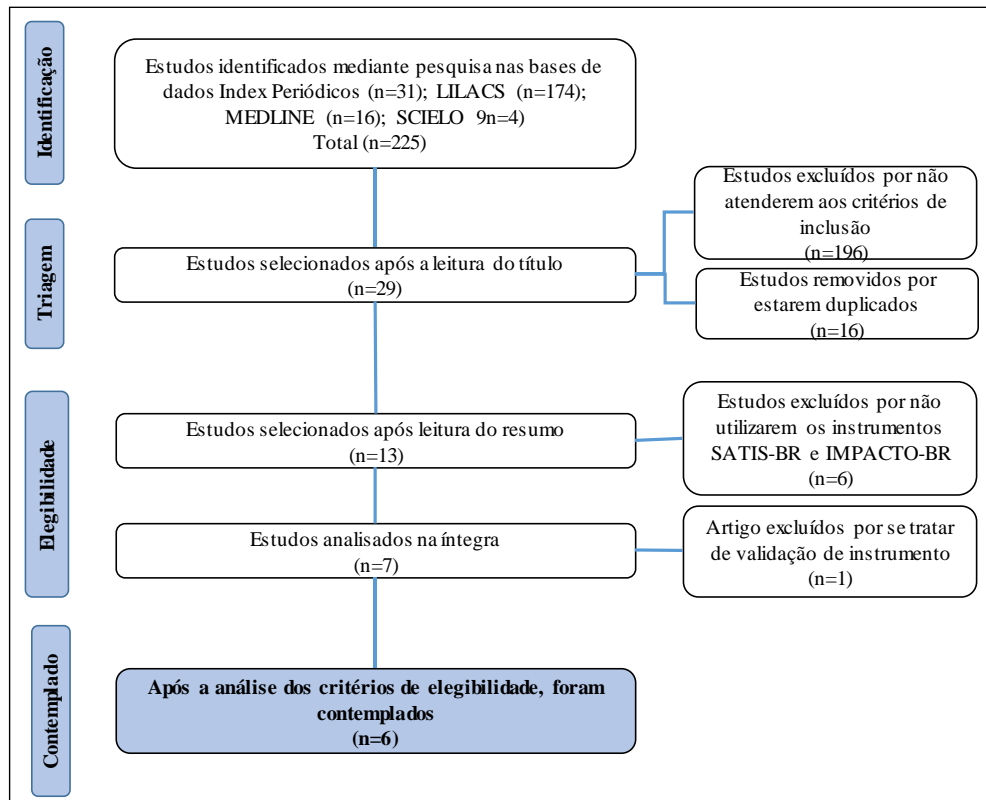 Identificação
Estudos identificados mediante pesquisa nas bases de
dados Index Periódicos (n=31); LILACS (n=174);
MEDLINE (n=16); SCIELO 9n=4)
Total (n=225)
Triagem
Estudos selecionados após a leitura do título
(n=29)
Estudos excluídos por não
atenderem aos critérios de
inclusão
(n=196)
Estudos removidos por
estarem duplicados
(n=16)
Elegibilidade
Estudos selecionados após leitura do resumo
(n=13)
Estudos excluídos por não
utilizarem os instrumentos
SATIS-BR e IMPACTO-BR
(n=6)
Estudos analisados na íntegra
(n=7)
Artigo excluídos por se tratar
de validação de instrumento
(n=1)
Contemplado
Após a análise dos critérios de elegibilidade, foram
contemplados
(n=6)